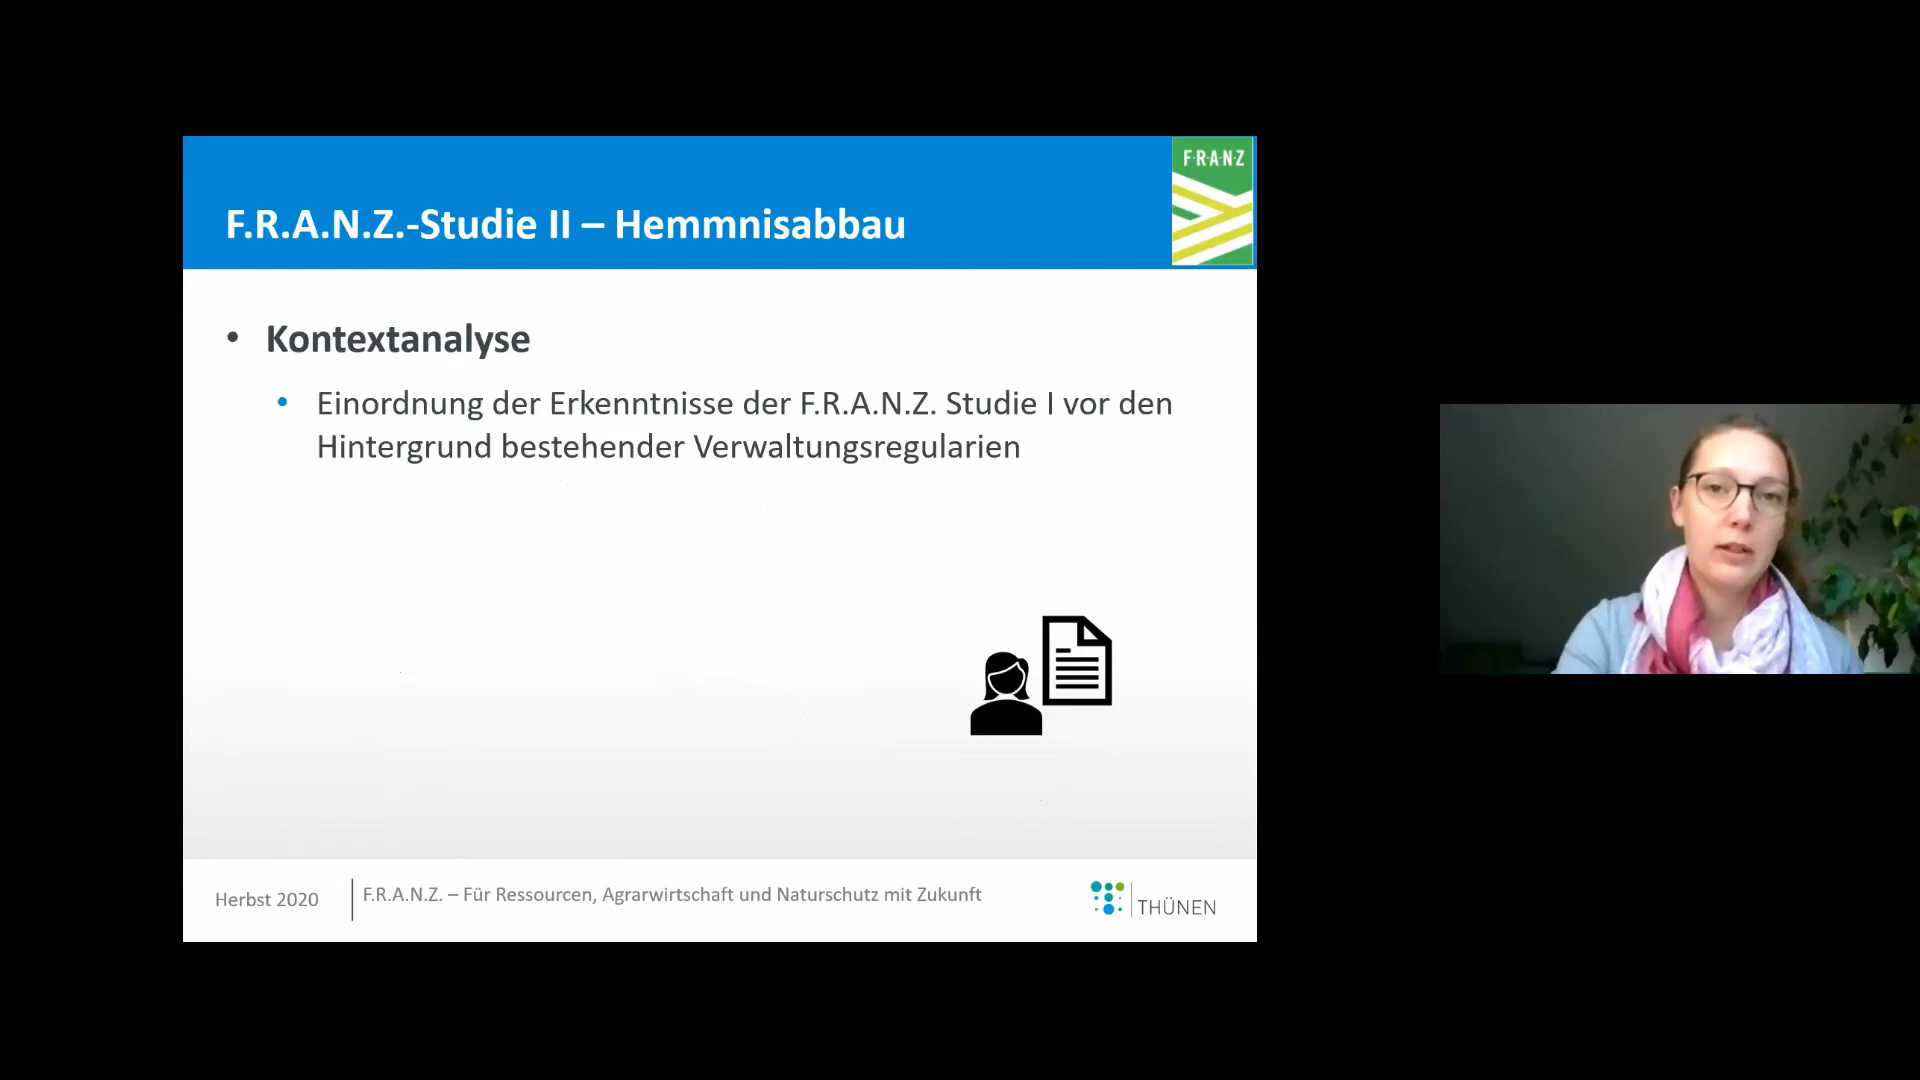 F·R·A·N·Z
F.R.A.N.Z.-Studie II – Hemmnisabbau
• Kontextanalyse
• Einordnung der Erkenntnisse der F.R.A.N.Z. Studie I vor den
Hintergrund bestehender Verwaltungsregularien
Herbst 2020
F.R.A.N.Z. – Für Ressourcen, Agrarwirtschaft und Naturschutz mit Zukunft
THÜNEN